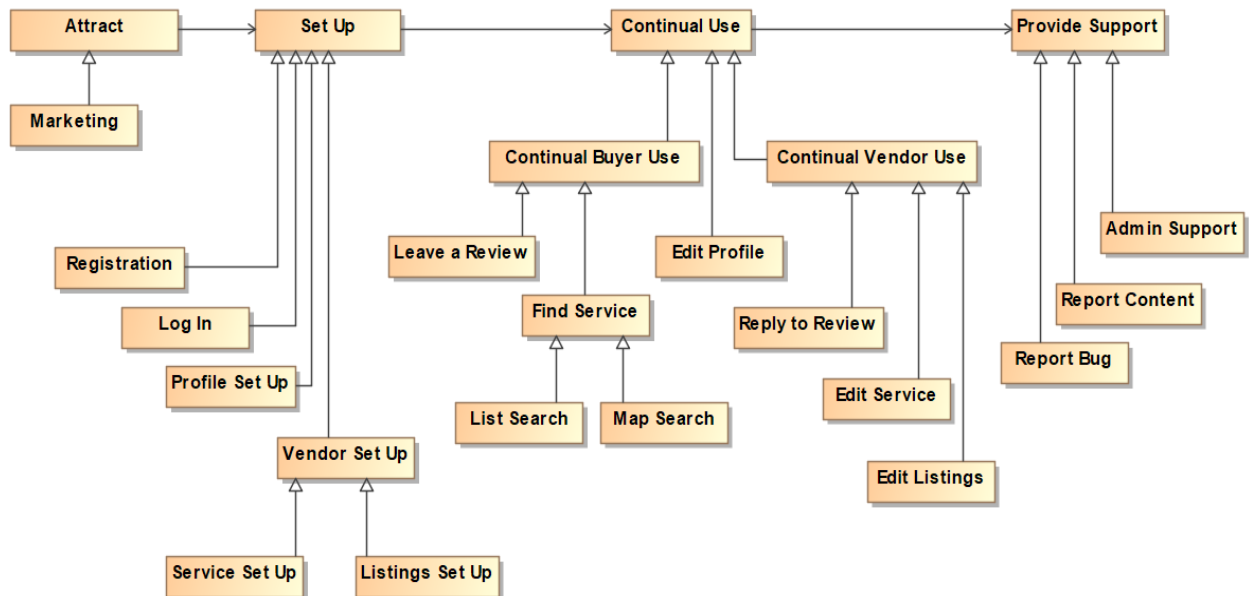 Attract
Set Up
Continual Use
Provide Support
Marketing
Continual Buyer Use
Continual Vendor Use
Admin Support
Leave a Review
Edit Profile
Registration
Report Content
Find Service
Reply to Review
Log In
Report Bug
Profile Set Up
Edit Service
List Search
Map Search
Vendor Set Up
Edit Listings
Service Set Up
Listings Set Up